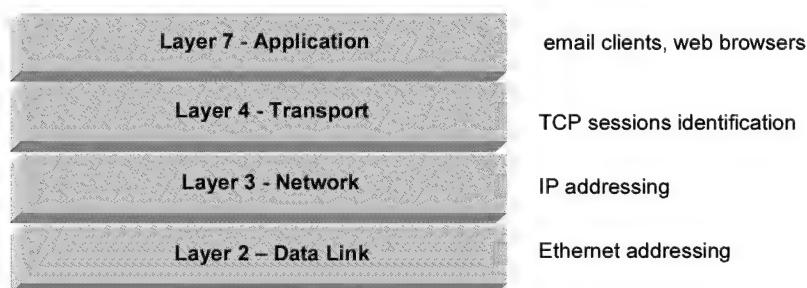 Layer 7 - Application
email clients, web browsers
Layer 4 - Transport
TCP sessions identification
Layer 3 - Network
IP addressing
Layer 2 – Data Link
Ethernet addressing